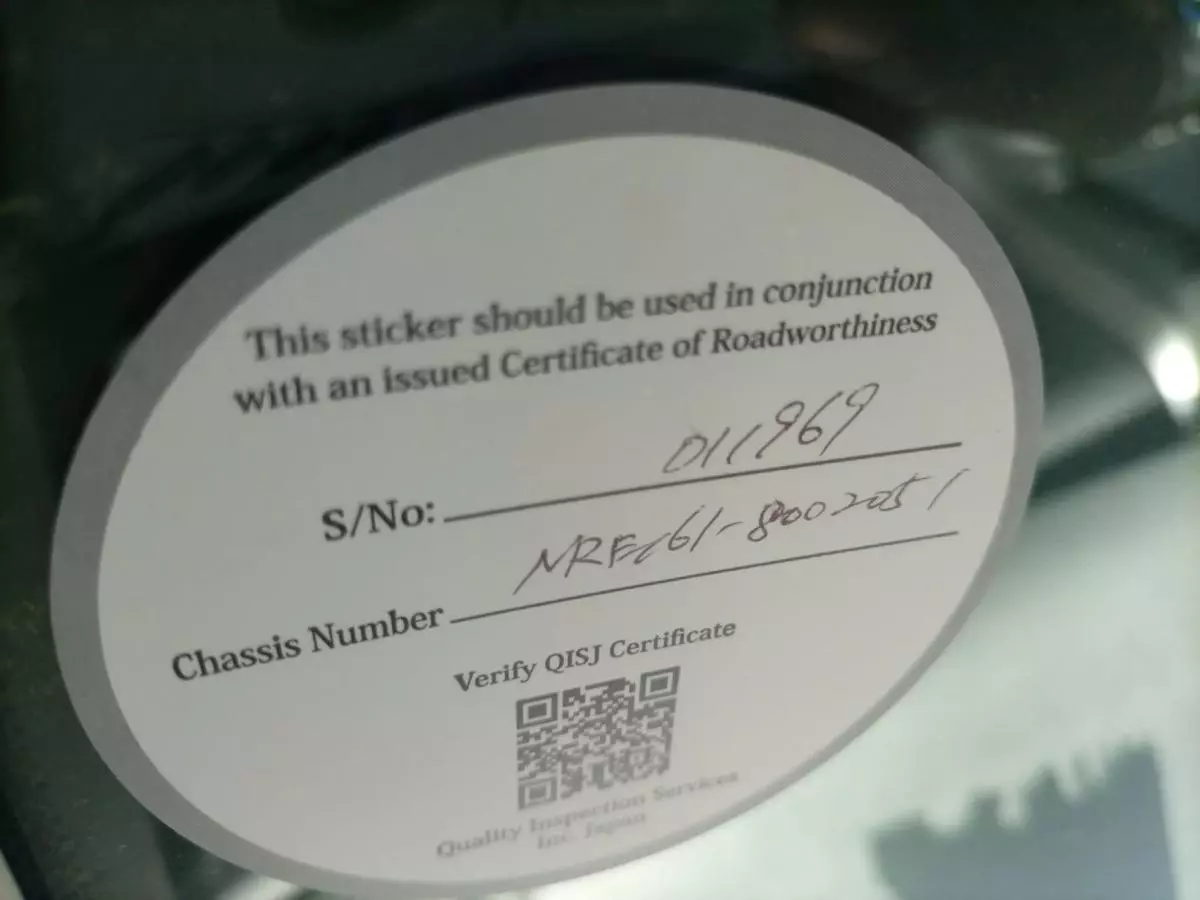 This sticker should be used in conjunction
with an issued Certificate of Roadworthiness
S/No: 011969
Chassis Number NRE161-8002051
Verify QISJ Certificate
Quality Inspection Services
Inc. Japan